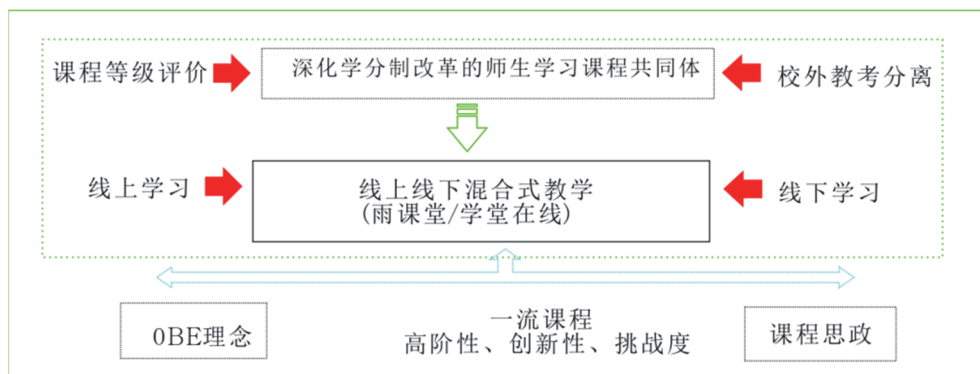 课程等级评价
深化学分制改革的师生学习课程共同体
校外教考分离
线上学习
线上线下混合式教学
(雨课堂/学堂在线)
线下学习
0BE理念
一流课程
高阶性、创新性、挑战度
课程思政